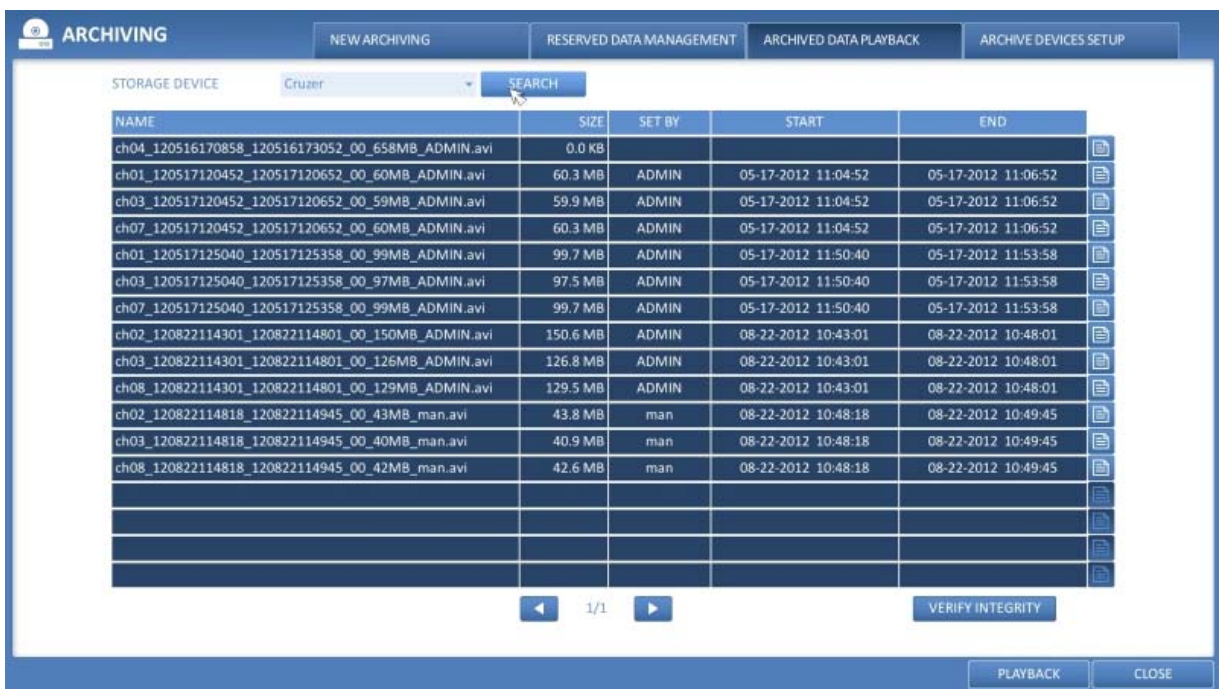 ARCHIVING
NEW ARCHIVING
RESERVED DATA MANAGEMENT
ARCHIVED DATA PLAYBACK
ARCHIVE DEVICES SETUP
STORAGE DEVICE Cruzer SEARCH
NAME SIZE SET BY START END
ch04_120516170858_120516173052_00_658MB_ADMIN.avi 0.0 KB
ch01_120517120452_120517120652_00_60MB_ADMIN.avi 60.3 MB ADMIN 05-17-2012 11:04:52 05-17-2012 11:06:52
ch03_120517120452_120517120652_00_59MB_ADMIN.avi 59.9 MB ADMIN 05-17-2012 11:04:52 05-17-2012 11:06:52
ch07_120517120452_120517120652_00_60MB_ADMIN.avi 60.3 MB ADMIN 05-17-2012 11:04:52 05-17-2012 11:06:52
ch01_120517125040_120517125358_00_99MB_ADMIN.avi 99.7 MB ADMIN 05-17-2012 11:50:40 05-17-2012 11:53:58
ch03_120517125040_120517125358_00_97MB_ADMIN.avi 97.5 MB ADMIN 05-17-2012 11:50:40 05-17-2012 11:53:58
ch07_120517125040_120517125358_00_99MB_ADMIN.avi 99.7 MB ADMIN 05-17-2012 11:50:40 05-17-2012 11:53:58
ch02_120822114301_120822114801_00_150MB_ADMIN.avi 150.6 MB ADMIN 08-22-2012 10:43:01 08-22-2012 10:48:01
ch03_120822114301_120822114801_00_126MB_ADMIN.avi 126.8 MB ADMIN 08-22-2012 10:43:01 08-22-2012 10:48:01
ch08_120822114301_120822114801_00_129MB_ADMIN.avi 129.5 MB ADMIN 08-22-2012 10:43:01 08-22-2012 10:48:01
ch02_120822114818_120822114945_00_43MB_man.avi 43.8 MB man 08-22-2012 10:48:18 08-22-2012 10:49:45
ch03_120822114818_120822114945_00_40MB_man.avi 40.9 MB man 08-22-2012 10:48:18 08-22-2012 10:49:45
ch08_120822114818_120822114945_00_42MB_man.avi 42.6 MB man 08-22-2012 10:48:18 08-22-2012 10:49:45
1/1
VERIFY INTEGRITY
PLAYBACK
CLOSE